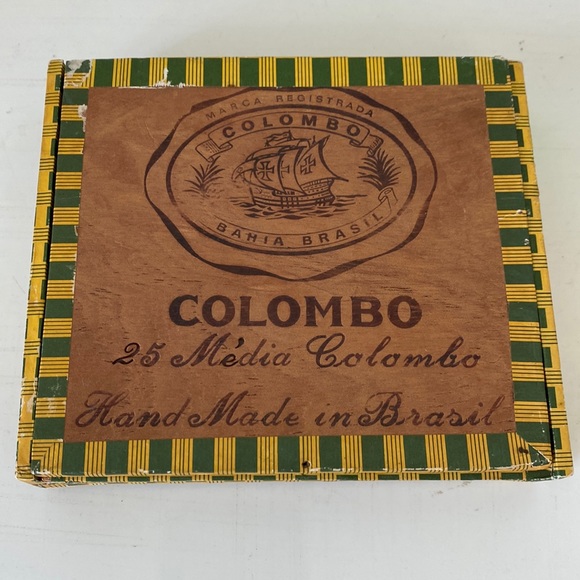 MARCA REGISTRADA
COLOMBO
BAHIA BRASIL
COLOMBO
25 Média Colombo
Hand Made in Brasil